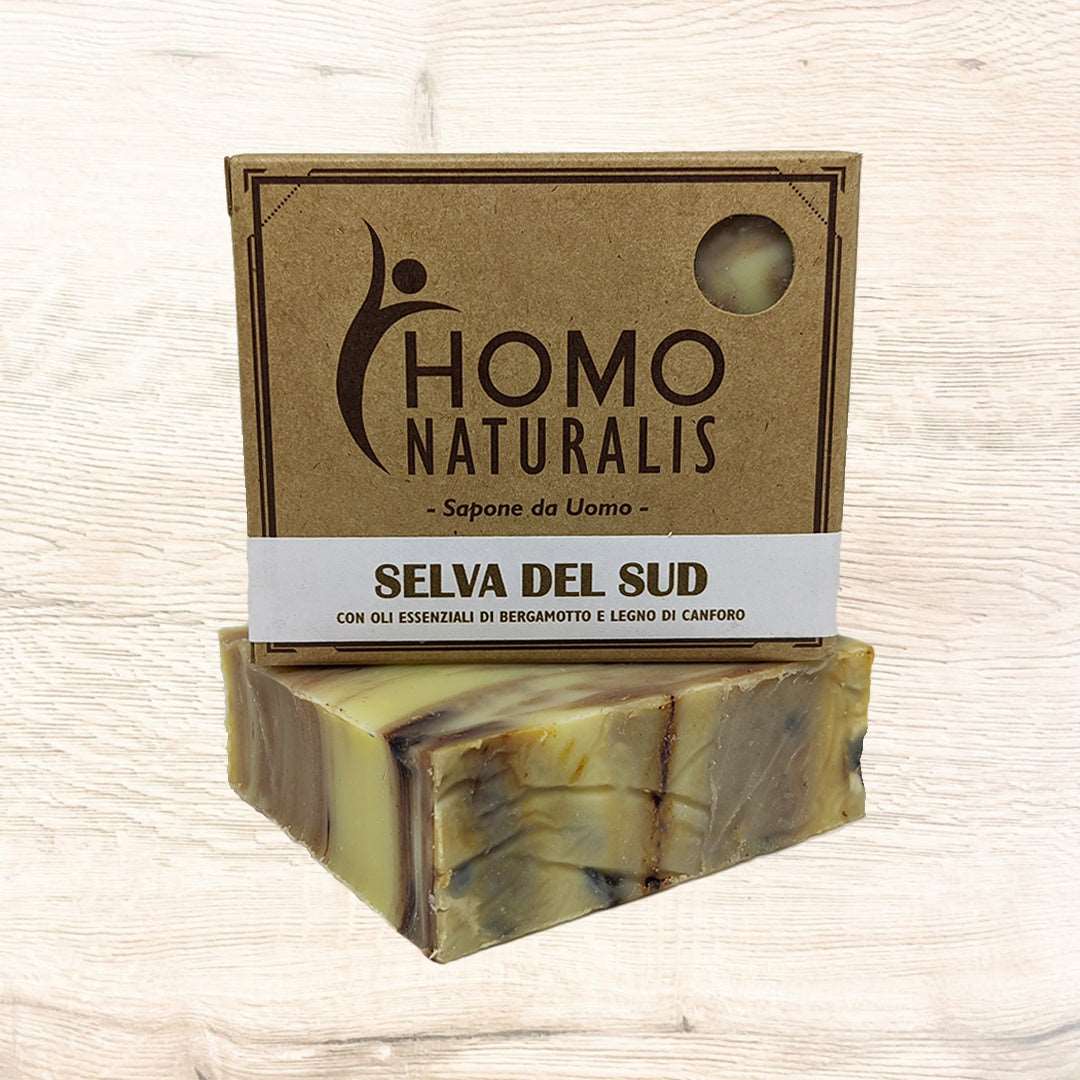 HOMO
NATURALIS
- Sapone da Uomo -
SELVA DEL SUD
CON OLI ESSENZIALI DI BERGAMOTTO E LEGNO DI CANFORO